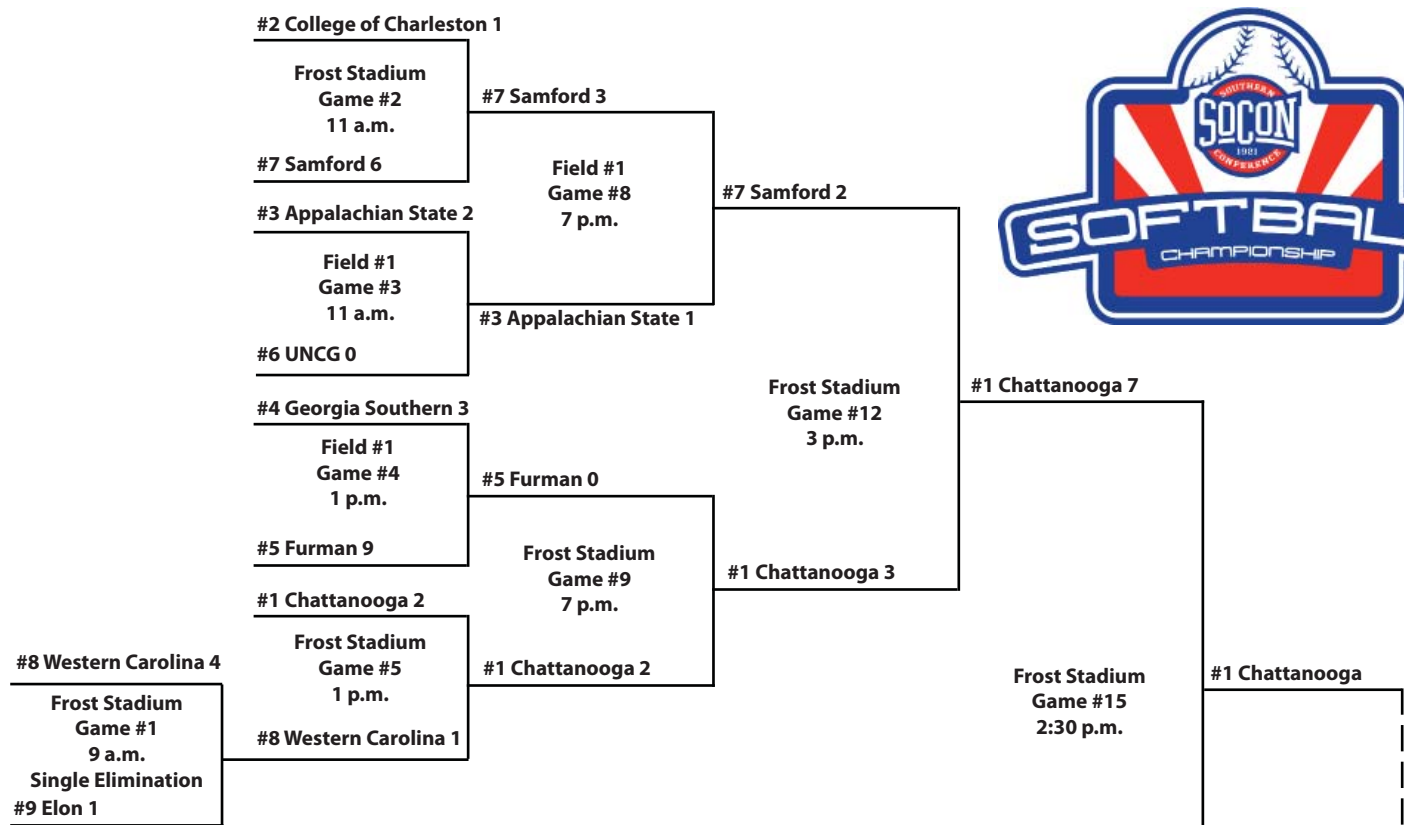 #2 College of Charleston 1
Frost Stadium
Game #2
11 a.m.
#7 Samford 6
#7 Samford 3
#3 Appalachian State 2
Field #1
Game #3
11 a.m.
#6 UNCG 0
#3 Appalachian State 1
Field #1
Game #8
7 p.m.
#7 Samford 2
#4 Georgia Southern 3
Field #1
Game #4
1 p.m.
#5 Furman 9
#5 Furman 0
#1 Chattanooga 2
Frost Stadium
Game #5
1 p.m.
#8 Western Carolina 1
#8 Western Carolina 4
Frost Stadium
Game #1
9 a.m.
Single Elimination
#9 Elon 1
#1 Chattanooga 2
Frost Stadium
Game #9
7 p.m.
#1 Chattanooga 3
Frost Stadium
Game #12
3 p.m.
#1 Chattanooga 7
Frost Stadium
Game #15
2:30 p.m.
#1 Chattanooga
SOUTHERN
SOCON
1921
CONFERENCE
SOFTBAL
CHAMPIONSHIP